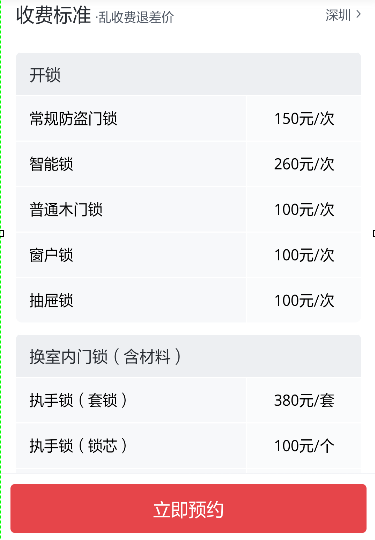 收费标准 ·乱收费退差价 深圳 >
开锁
常规防盗门锁 150元/次
智能锁 260元/次
普通木门锁 100元/次
窗户锁 100元/次
抽屉锁 100元/次
换室内门锁（含材料）
执手锁（套锁） 380元/套
执手锁（锁芯） 100元/个
立即预约